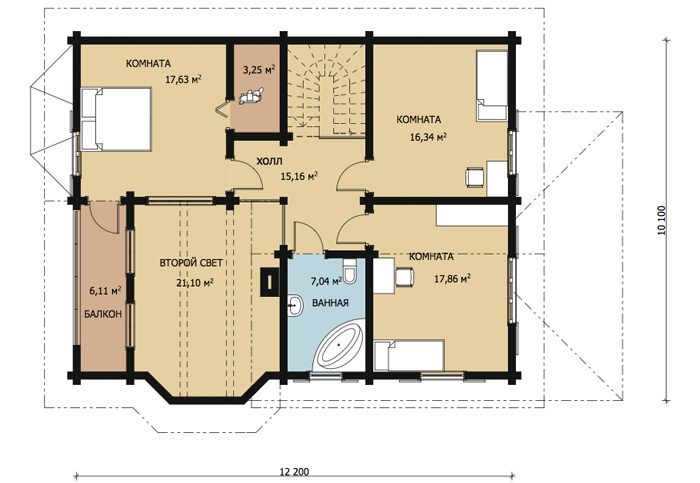 КОМНАТА
17,63 м²
3,25 м²
КОМНАТА
16,34 м²
ХОЛЛ
15,16 м²
КОМНАТА
17,86 м²
ВТОРОЙ СВЕТ
21,10 м²
7,04 м²
ВАННАЯ
6,11 м²
БАЛКОН
10 100
12 200